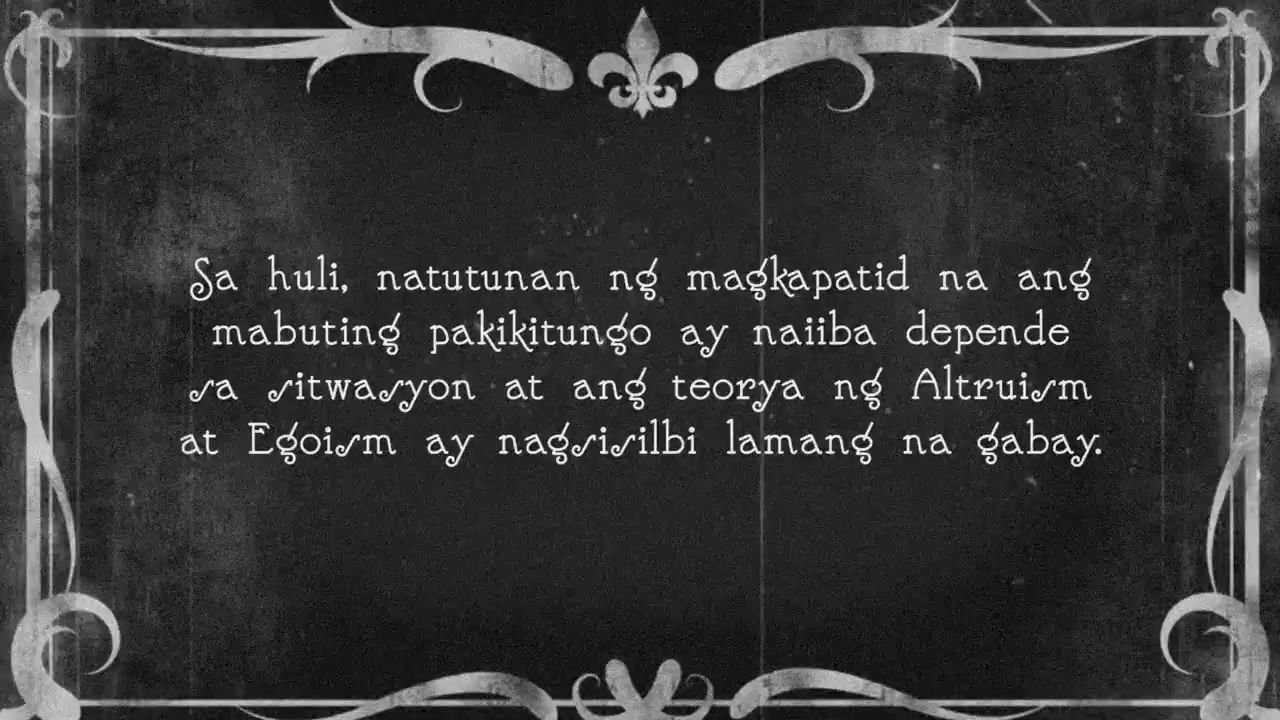 Sa huli, natutunan ng magkapatid na ang
mabuting pakikitungo ay naiiba depende
sa sitwasyon at ang teorya ng Altruism
at Egoism ay nagsisilbi lamang na gabay.